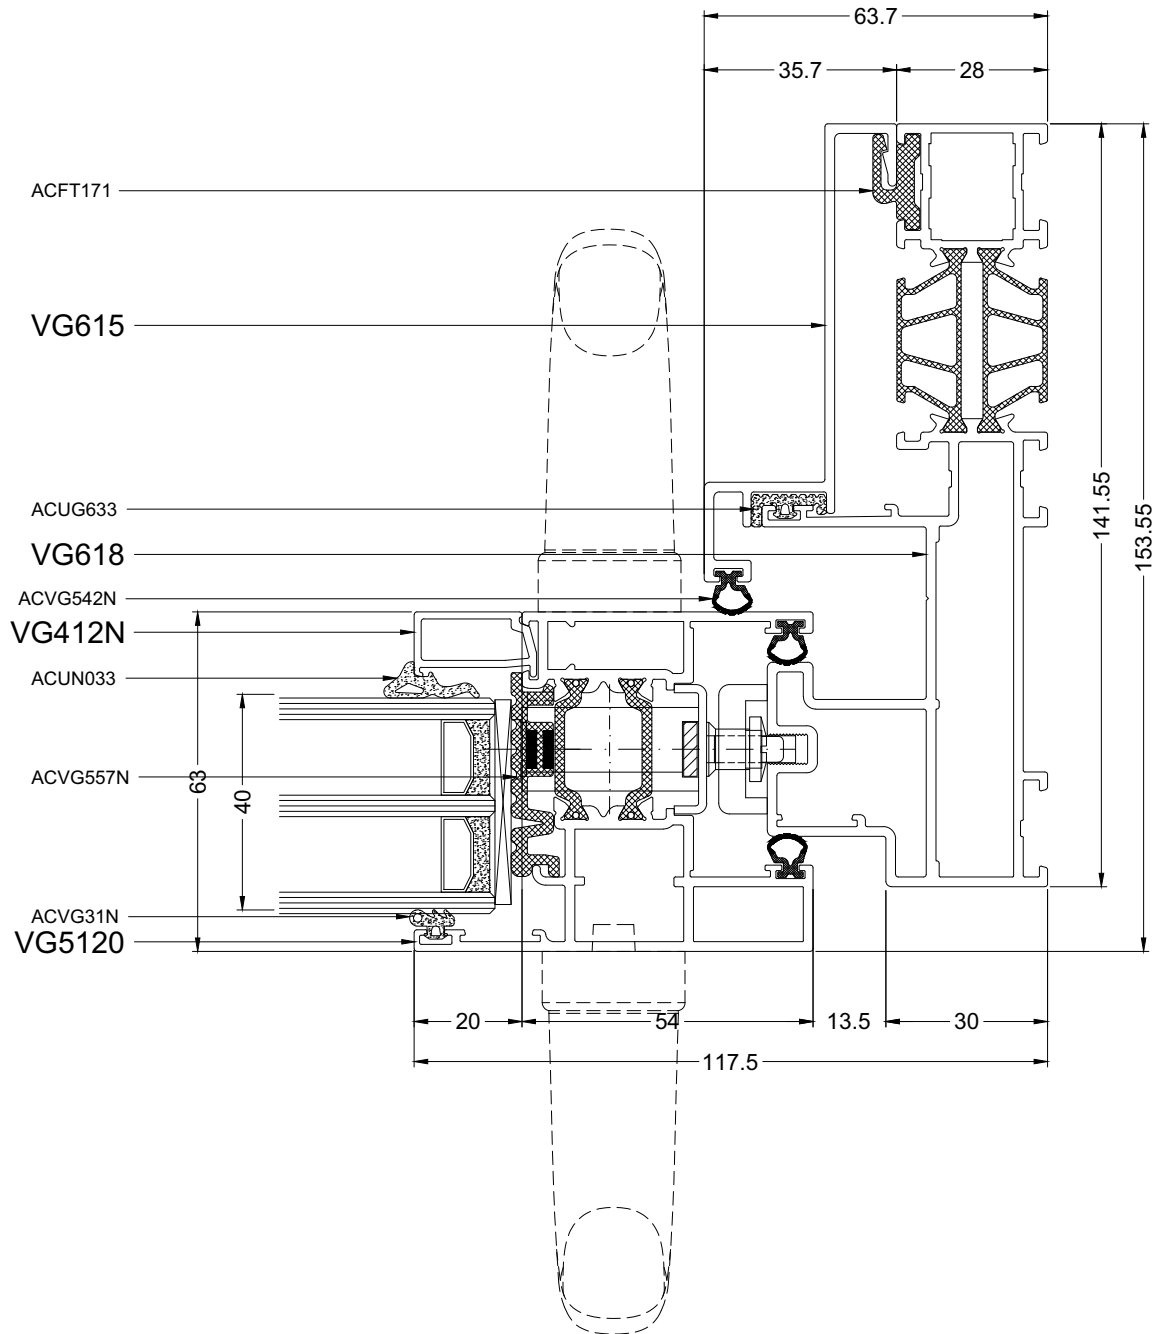 63.7
35.7
28
ACFT171
VG615
ACUG633
VG618
ACVG542N
VG412N
ACUN033
ACVG557N
ACVG31N
VG5120
63
40
141.55
153.55
20
54
13.5
30
117.5